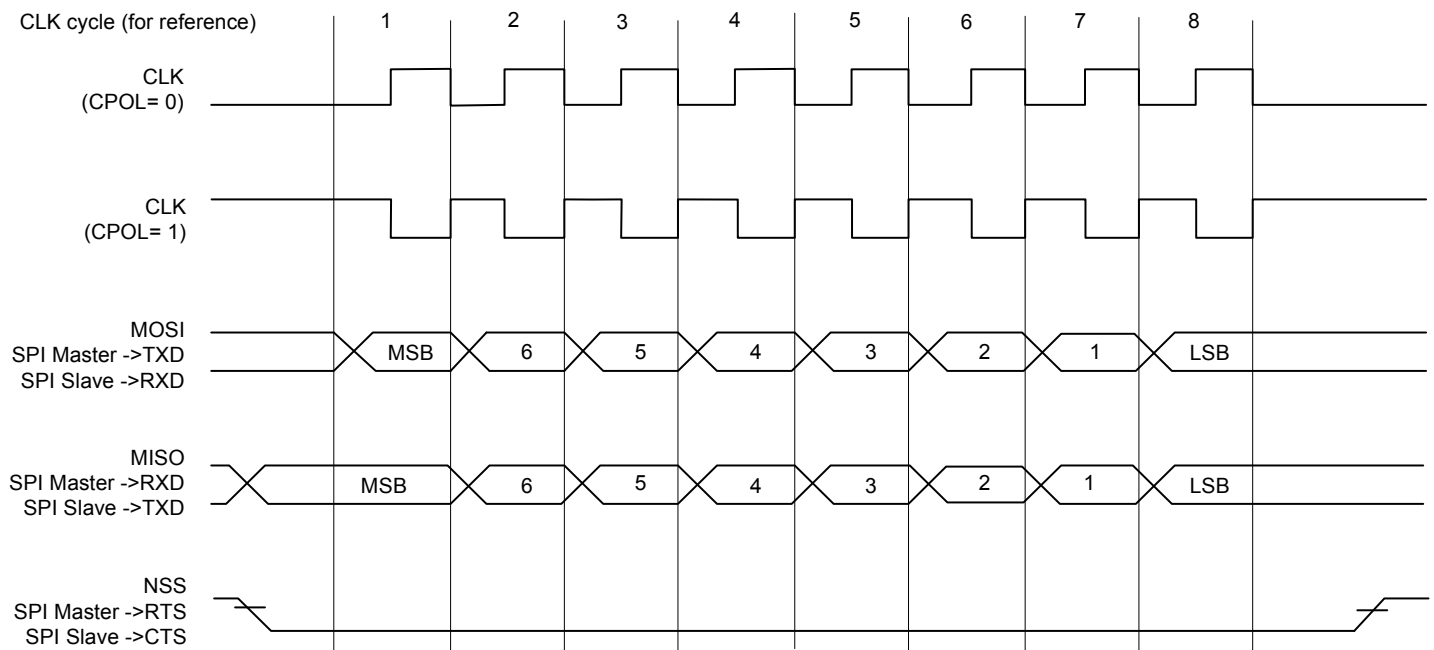 CLK cycle (for reference) 1 2 3 4 5 6 7 8
CLK
(CPOL= 0)
CLK
(CPOL= 1)
MOSI
SPI Master ->TXD
SPI Slave ->RXD
MSB 6 5 4 3 2 1 LSB
MISO
SPI Master ->RXD
SPI Slave ->TXD
MSB 6 5 4 3 2 1 LSB
NSS
SPI Master ->RTS
SPI Slave ->CTS